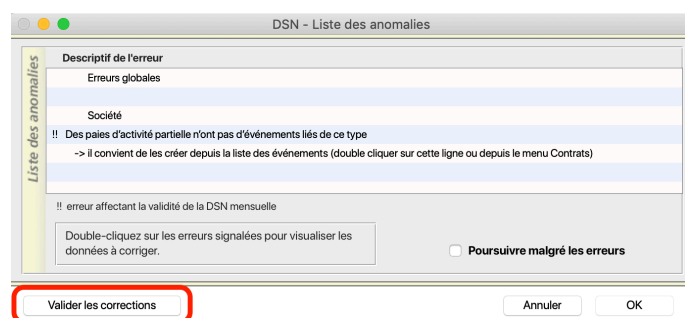 DSN - Liste des anomalies
Liste des anomalies
Descriptif de l'erreur
Erreurs globales
Société
!! Des paies d'activité partielle n'ont pas d'événements liés de ce type
-> il convient de les créer depuis la liste des événements (double cliquer sur cette ligne ou depuis le menu Contrats)
!! erreur affectant la validité de la DSN mensuelle
Double-cliquez sur les erreurs signalées pour visualiser les
données à corriger.
Poursuivre malgré les erreurs
Valider les corrections
Annuler
OK